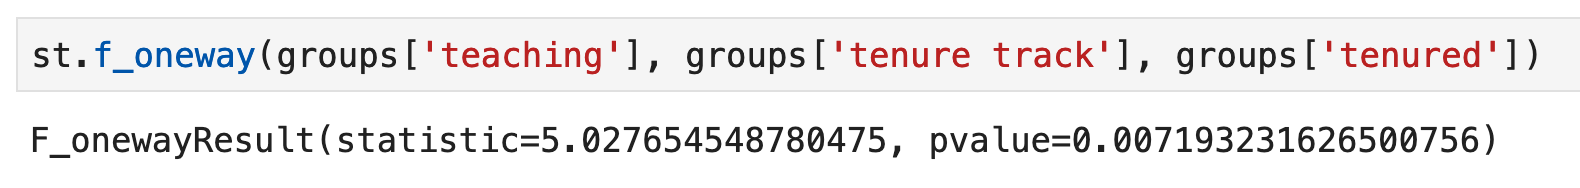 st.f_oneway(groups['teaching'], groups['tenure track'], groups['tenured'])
F_onewayResult(statistic=5.027654548780475, pvalue=0.007193231626500756)